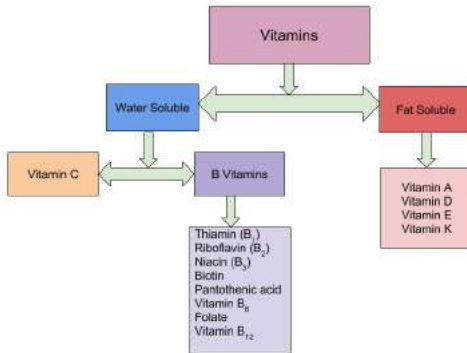 Vitamins
Water Soluble
Fat Soluble
Vitamin C
B Vitamins
Vitamin A
Vitamin D
Vitamin E
Vitamin K
Thiamin (B₁)
Riboflavin (B₂)
Niacin (B₃)
Biotin
Pantothenic acid
Vitamin B₆
Folate
Vitamin B₁₂